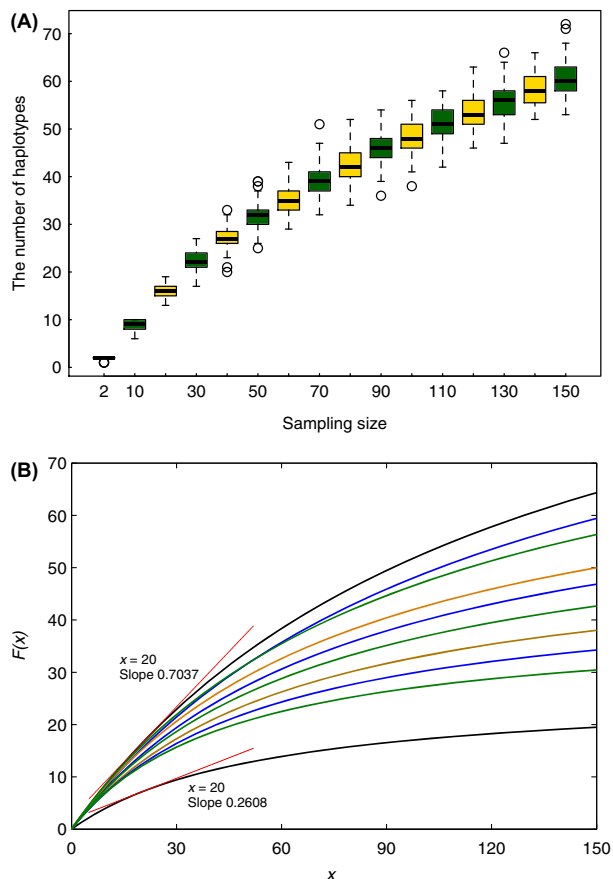 (A)
70
60
50
40
30
20
10
0
The number of haplotypes
2 10 30 50 70 90 110 130 150
Sampling size
(B)
70
60
50
40
30
20
10
0
F(x)
x = 20
Slope 0.7037
x = 20
Slope 0.2608
0 30 60 90 120 150
x